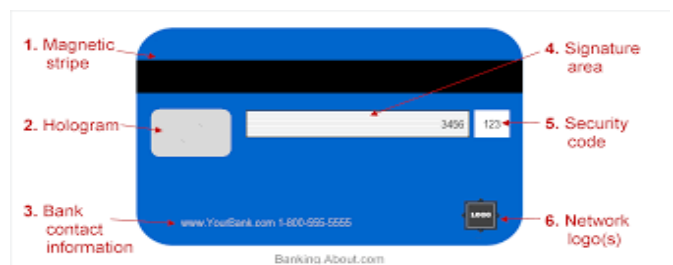 1. Magnetic
stripe
2. Hologram
3. Bank
contact
information
4. Signature
area
3456
123
5. Security
code
www.YourBank.com 1-800-555-5555
LOGO
6. Network
logo(s)
Banking.About.com